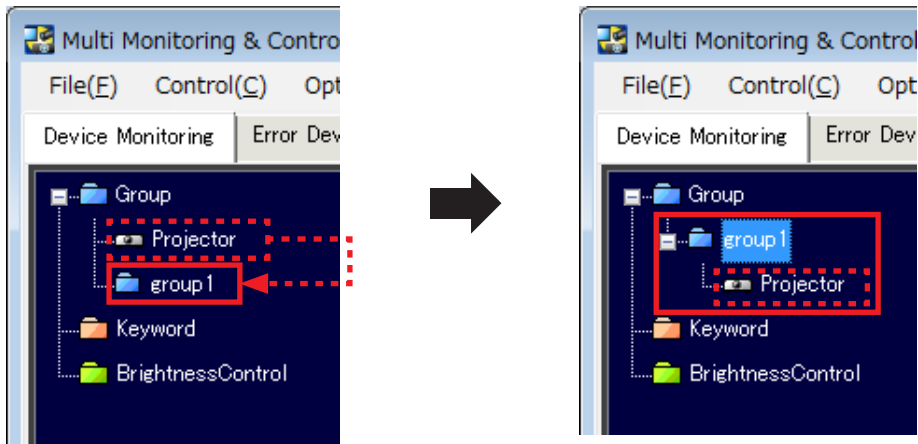 Multi Monitoring & Contro
File(F) Control(C) Opt
Device Monitoring Error Dev
Group
Projector
group1
Keyword
BrightnessControl
Multi Monitoring & Control
File(F) Control(C) Opt
Device Monitoring Error Dev
Group
group1
Projector
Keyword
BrightnessControl